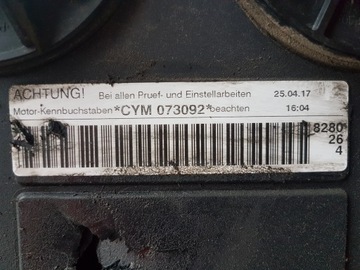 ACHTUNG! Bei allen Pruef- und Einstellarbeiten 25.04.17
Motor-Kennbuchstaben *CYM 073092* beachten 16:04
8280
26
4